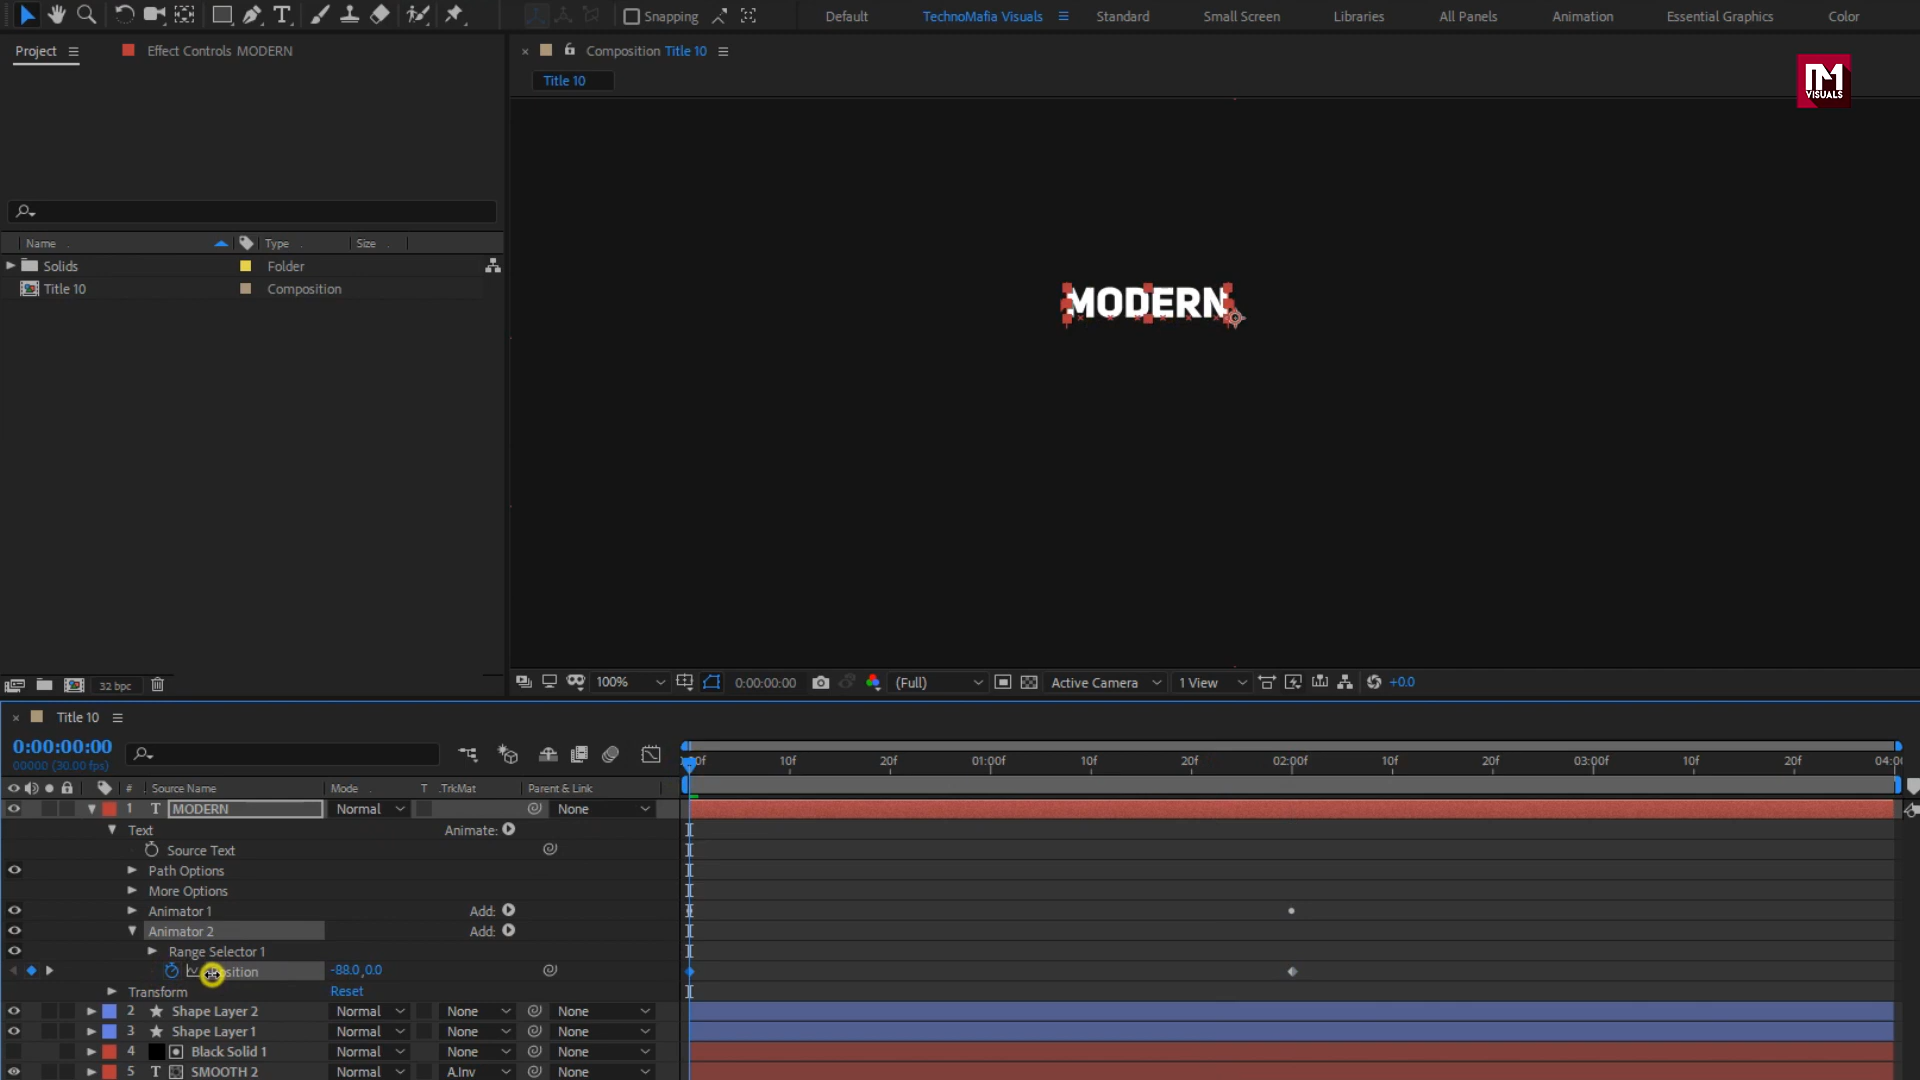 Snapping
Default
TechnoMafia Visuals
Standard
Small Screen
Libraries
All Panels
Animation
Essential Graphics
Color
Project
Effect Controls MODERN
Composition Title 10
Title 10
VISUALS
Name
Type
Size
Solids
Folder
Title 10
Composition
MODERN
32 bpc
100%
0:00:00:00
(Full)
Active Camera
1 View
+0.0
Title 10
0:00:00:00
00000 (30.00 fps)
10f
20f
01:00f
10f
20f
02:00f
10f
20f
03:00f
10f
20f
# Source Name
Mode
T .TrkMat
Parent & Link
1 T MODERN
Normal
None
Text
Animate:
Source Text
Path Options
More Options
Animator 1
Add:
Animator 2
Add:
Range Selector 1
-88.0,0.0
Transform
Reset
2 Shape Layer 2
Normal
None
None
3 Shape Layer 1
Normal
None
None
4 Black Solid 1
Normal
None
None
5 T SMOOTH 2
Normal
A.Inv
None